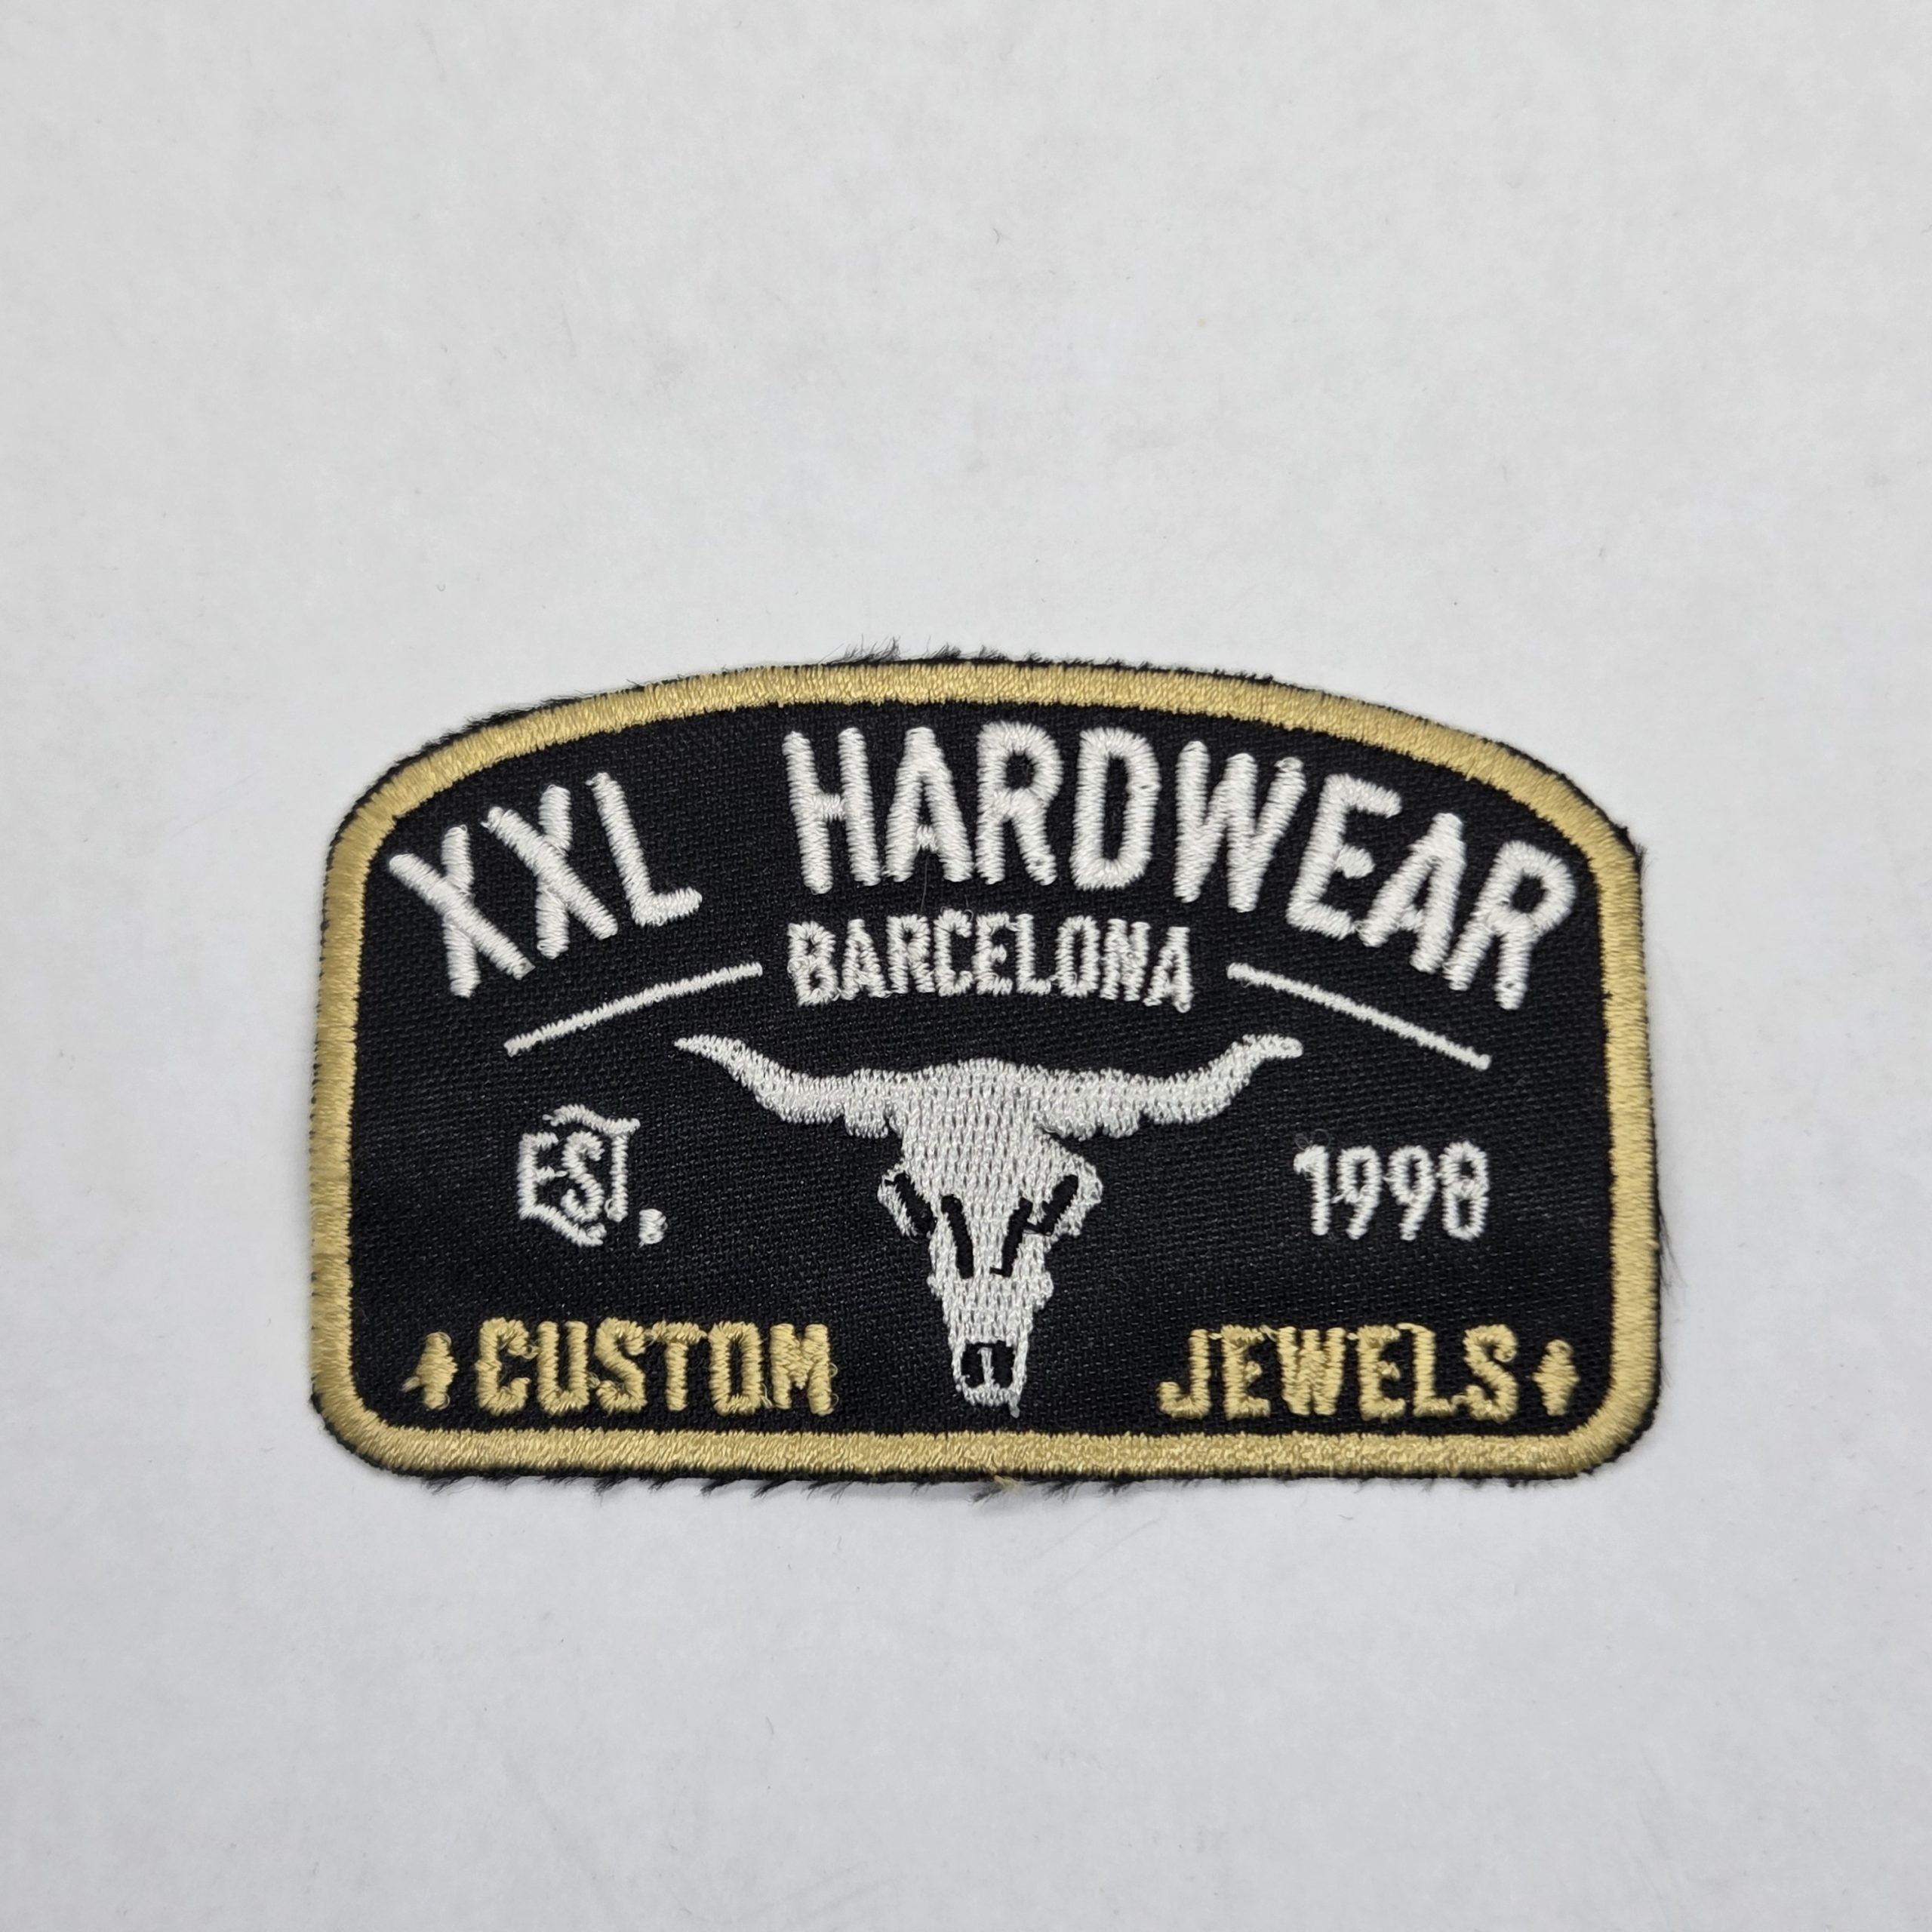 XXL HARDWEAR
BARCELONA
EST. 1998
CUSTOM JEWELS